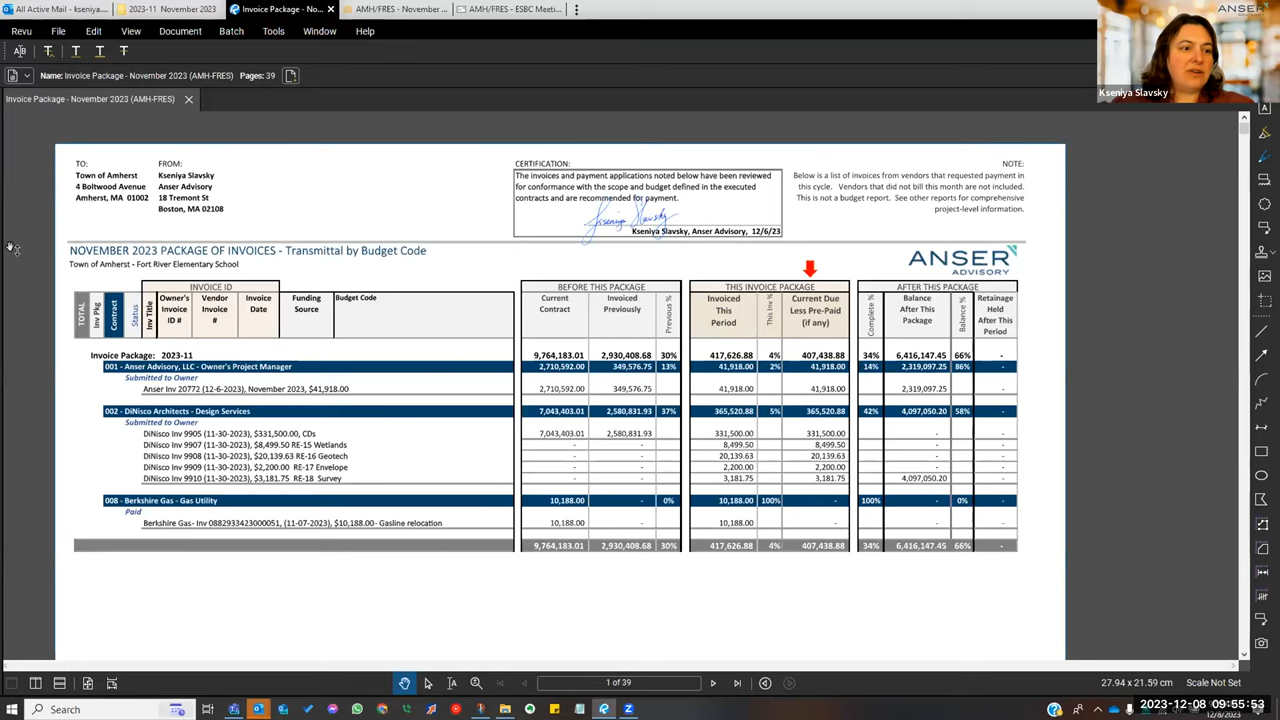 All Active Mail - kseniya....
2023-11 November 2023
Invoice Package - No...
AMH/FRES - November ...
AMH/FRES - ESBC Meeti...
ANSER
ADVISORY
Revu File Edit View Document Batch Tools Window Help
Name: Invoice Package - November 2023 (AMH-FRES) Pages: 39
Kseniya Slavsky
Invoice Package - November 2023 (AMH-FRES)
TO:
Town of Amherst
4 Boltwood Avenue
Amherst, MA 01002
FROM:
Kseniya Slavsky
Anser Advisory
18 Tremont St
Boston, MA 02108
CERTIFICATION:
The invoices and payment applications noted below have been reviewed
for conformance with the scope and budget defined in the executed
contracts and are recommended for payment.
Kseniya Slavsky
Kseniya Slavsky, Anser Advisory, 12/6/23
NOTE:
Below is a list of invoices from vendors that requested payment in
this cycle. Vendors that did not bill this month are not included.
This is not a budget report. See other reports for comprehensive
project-level information.
NOVEMBER 2023 PACKAGE OF INVOICES - Transmittal by Budget Code
Town of Amherst - Fort River Elementary School
ANSER
ADVISORY
INVOICE ID BEFORE THIS PACKAGE THIS INVOICE PACKAGE AFTER THIS PACKAGE
TOTAL
Inv Pkg
Contract
Status
Inv Title
Owner's
Invoice
ID #
Vendor
Invoice
#
Invoice
Date
Funding
Source
Budget Code
Current
Contract
Invoiced
Previously
Previous %
Invoiced
This
Period
This Inv %
Current Due
Less Pre-Paid
(if any)
Complete %
Balance
After This
Package
Balance %
Retainage
Held
After This
Period
Invoice Package: 2023-11 9,764,183.01 2,930,408.68 30% 417,626.88 4% 407,438.88 34% 6,416,147.45 66% -
001 - Anser Advisory, LLC - Owner's Project Manager 2,710,592.00 349,576.75 13% 41,918.00 2% 41,918.00 14% 2,319,097.25 86% -
Submitted to Owner
Anser Inv 20772 (12-6-2023), November 2023, $41,918.00 2,710,592.00 349,576.75 41,918.00 41,918.00 2,319,097.25 -
002 - DiNisco Architects - Design Services 7,043,403.01 2,580,831.93 37% 365,520.88 5% 365,520.88 42% 4,097,050.20 58% -
Submitted to Owner
DiNisco Inv 9905 (11-30-2023), $331,500.00, CDs 7,043,403.01 2,580,831.93 331,500.00 331,500.00 - -
DiNisco Inv 9907 (11-30-2023), $8,499.50 RE-15 Wetlands - - 8,499.50 8,499.50 - -
DiNisco Inv 9908 (11-30-2023), $20,139.63 RE-16 Geotech - - 20,139.63 20,139.63 - -
DiNisco Inv 9909 (11-30-2023), $2,200.00 RE-17 Envelope - - 2,200.00 2,200.00 - -
DiNisco Inv 9910 (11-30-2023), $3,181.75 RE-18 Survey - - 3,181.75 3,181.75 4,097,050.20 -
008 - Berkshire Gas - Gas Utility 10,188.00 - 0% 10,188.00 100% - 100% - 0% -
Paid
Berkshire Gas- Inv 0882933423000051, (11-07-2023), $10,188.00- Gasline relocation 10,188.00 - 10,188.00 - - -
9,764,183.01 2,930,408.68 30% 417,626.88 4% 407,438.88 34% 6,416,147.45 66% -
1 of 39
27.94 x 21.59 cm Scale Not Set
Search
2023-12-08 09:55:53
12/8/2023